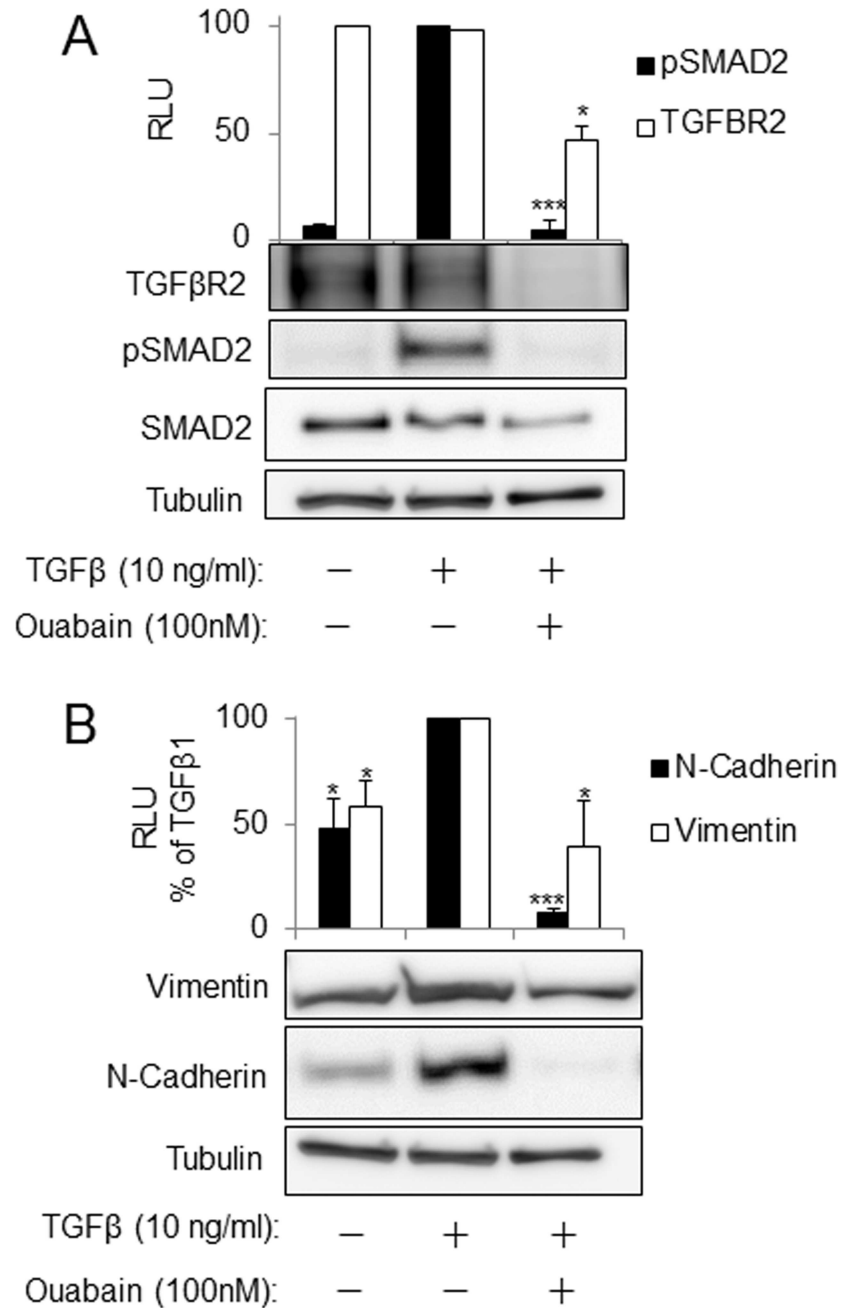 A
100
50
0
RLU
pSMAD2
TGFBR2
*
***
TGFβR2
pSMAD2
SMAD2
Tubulin
TGFβ (10 ng/ml): − + +
Ouabain (100nM): − − +
B
100
50
0
RLU
% of TGFβ1
N-Cadherin
Vimentin
* *
*
***
Vimentin
N-Cadherin
Tubulin
TGFβ (10 ng/ml): − + +
Ouabain (100nM): − − +